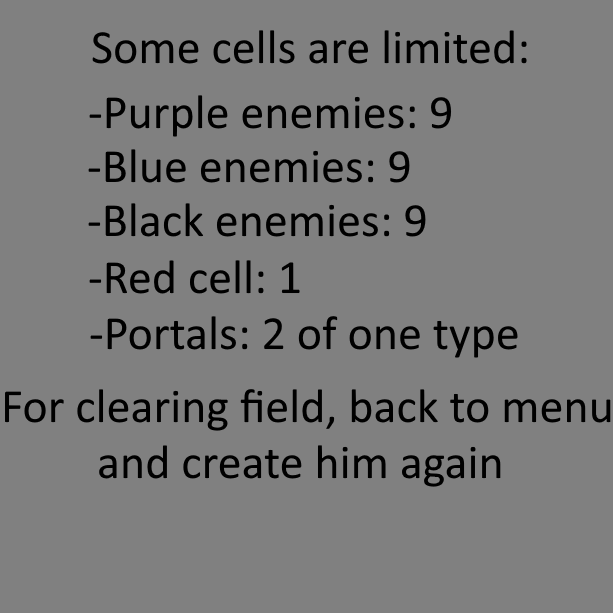 Some cells are limited:
-Purple enemies: 9
-Blue enemies: 9
-Black enemies: 9
-Red cell: 1
-Portals: 2 of one type
For clearing field, back to menu
and create him again